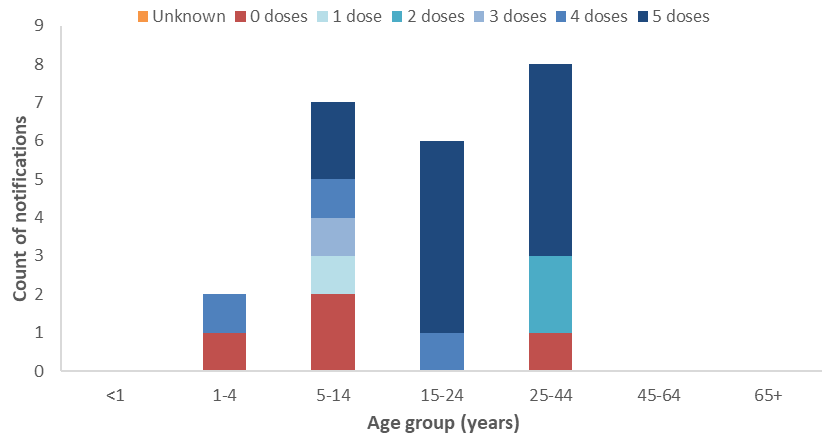 Unknown 0 doses 1 dose 2 doses 3 doses 4 doses 5 doses
Count of notifications
9
8
7
6
5
4
3
2
1
0
<1 1-4 5-14 15-24 25-44 45-64 65+
Age group (years)